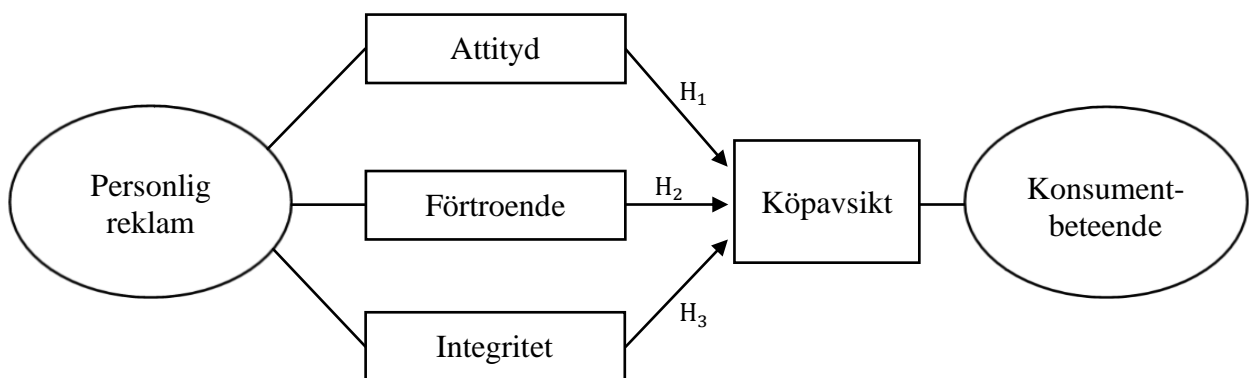 Attityd
H₁
Personlig
reklam
Förtroende
H₂
Köpavsikt
Konsument-
beteende
Integritet
H₃